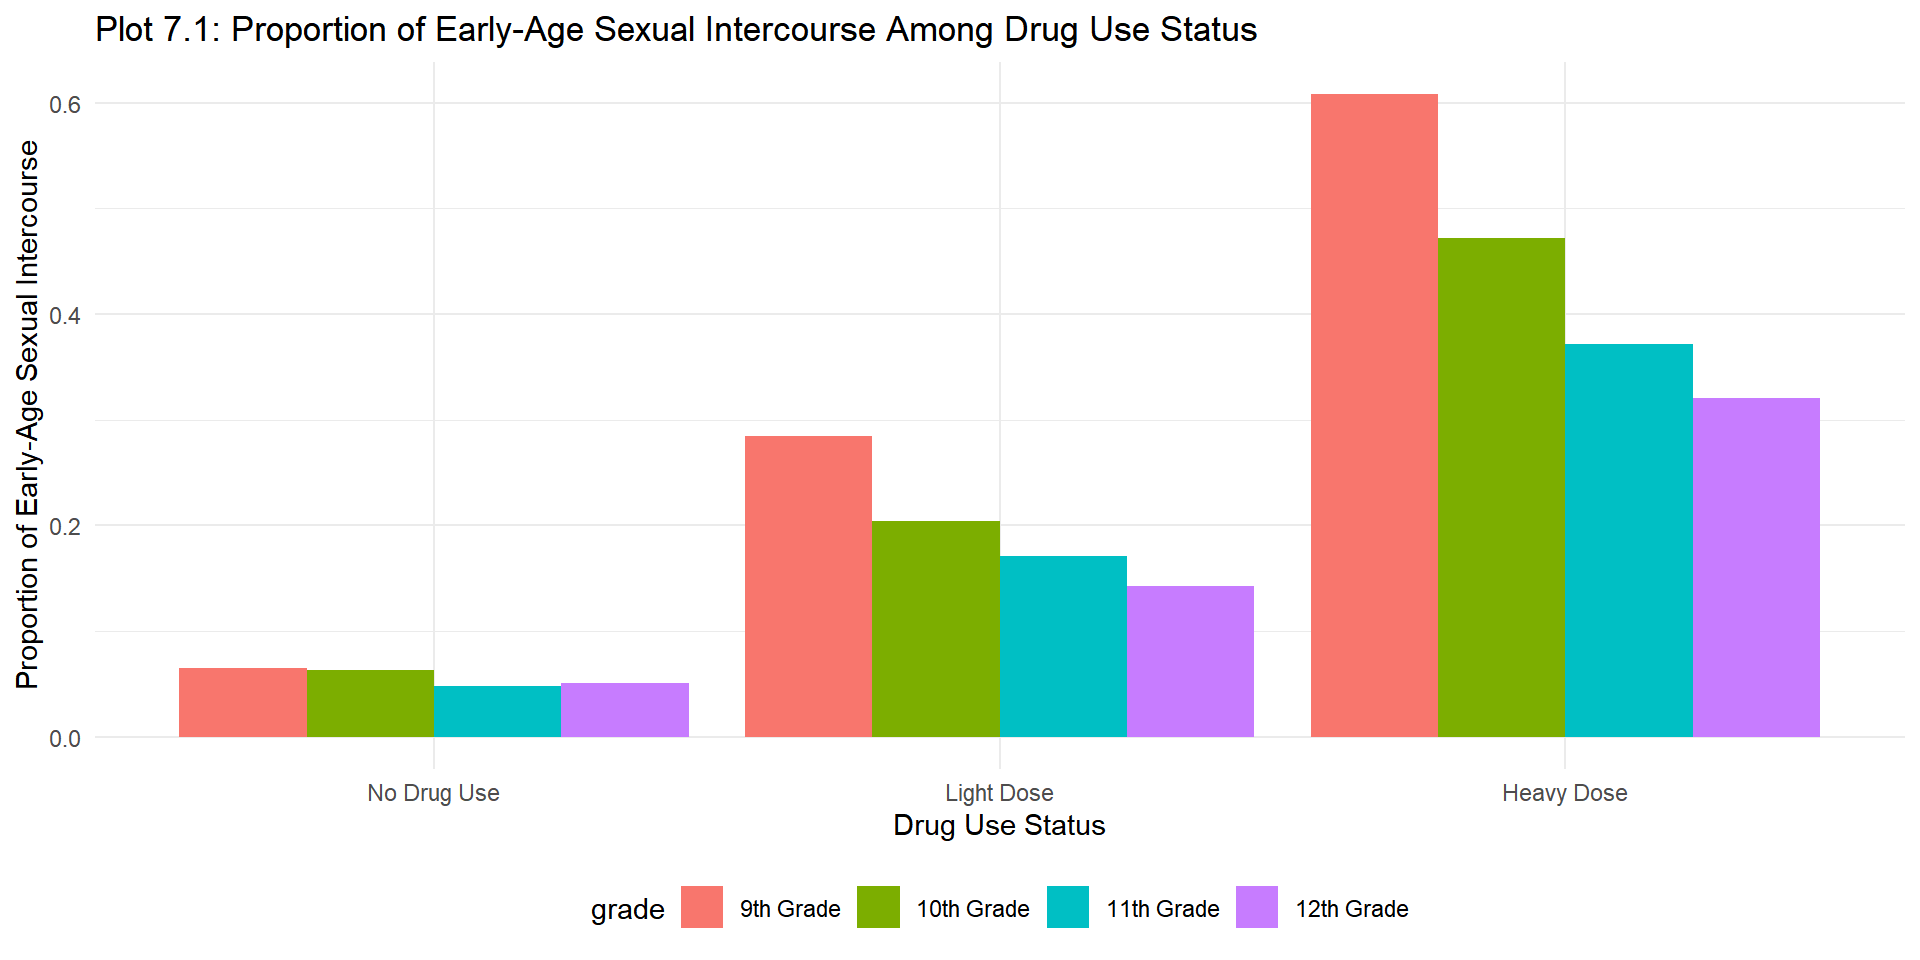 Plot 7.1: Proportion of Early-Age Sexual Intercourse Among Drug Use Status
Proportion of Early-Age Sexual Intercourse
0.6
0.4
0.2
0.0
No Drug Use
Light Dose
Heavy Dose
Drug Use Status
grade
9th Grade
10th Grade
11th Grade
12th Grade